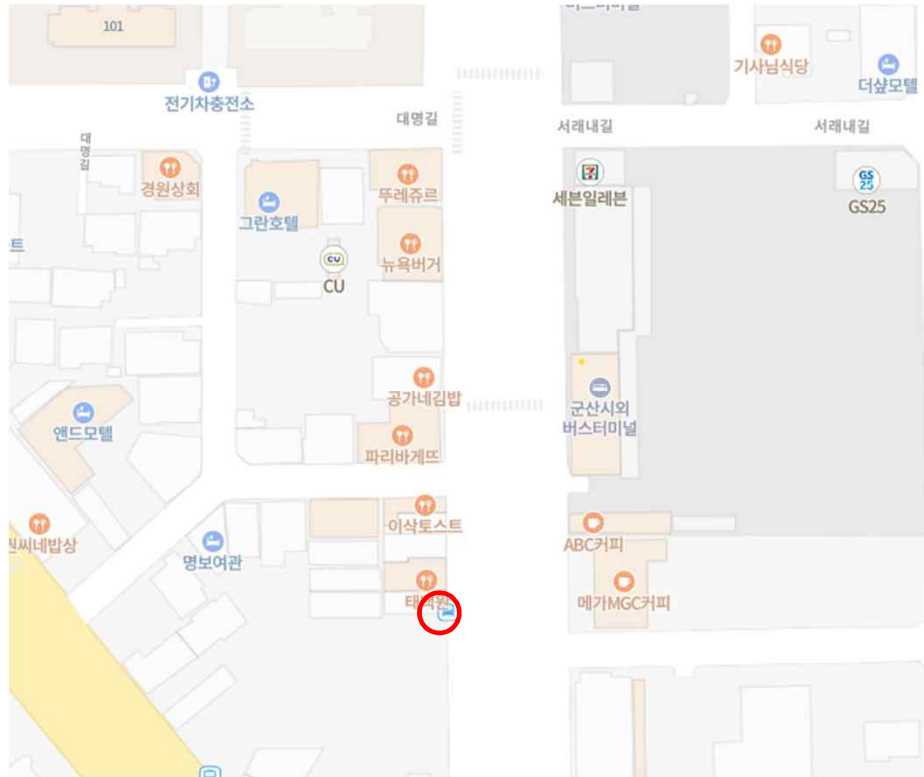 101
기사님식당
더샾모텔
전기차충전소
대명길
서래내길
서래내길
대명길
경원상회
뚜레쥬르
세븐일레븐
GS25
GS25
그란호텔
뉴욕버거
cu
CU
공가네김밥
군산시외
버스터미널
앤드모텔
파리바게뜨
이삭토스트
ABC커피
명보여관
메가MGC커피